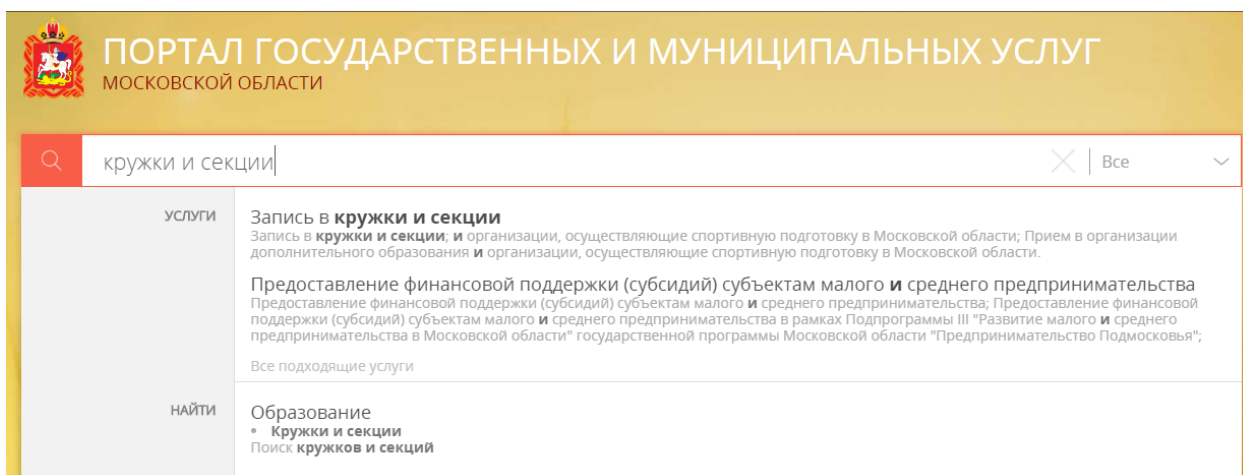 ПОРТАЛ ГОСУДАРСТВЕННЫХ И МУНИЦИПАЛЬНЫХ УСЛУГ
МОСКОВСКОЙ ОБЛАСТИ
кружки и секции
Все
УСЛУГИ
Запись в кружки и секции
Запись в кружки и секции; и организации, осуществляющие спортивную подготовку в Московской области; Прием в организации
дополнительного образования и организации, осуществляющие спортивную подготовку в Московской области.
Предоставление финансовой поддержки (субсидий) субъектам малого и среднего предпринимательства
Предоставление финансовой поддержки (субсидий) субъектам малого и среднего предпринимательства; Предоставление финансовой
поддержки (субсидий) субъектам малого и среднего предпринимательства в рамках Подпрограммы III "Развитие малого и среднего
предпринимательства в Московской области" государственной программы Московской области "Предпринимательство Подмосковья";
Все подходящие услуги
НАЙТИ
Образование
• Кружки и секции
Поиск кружков и секций